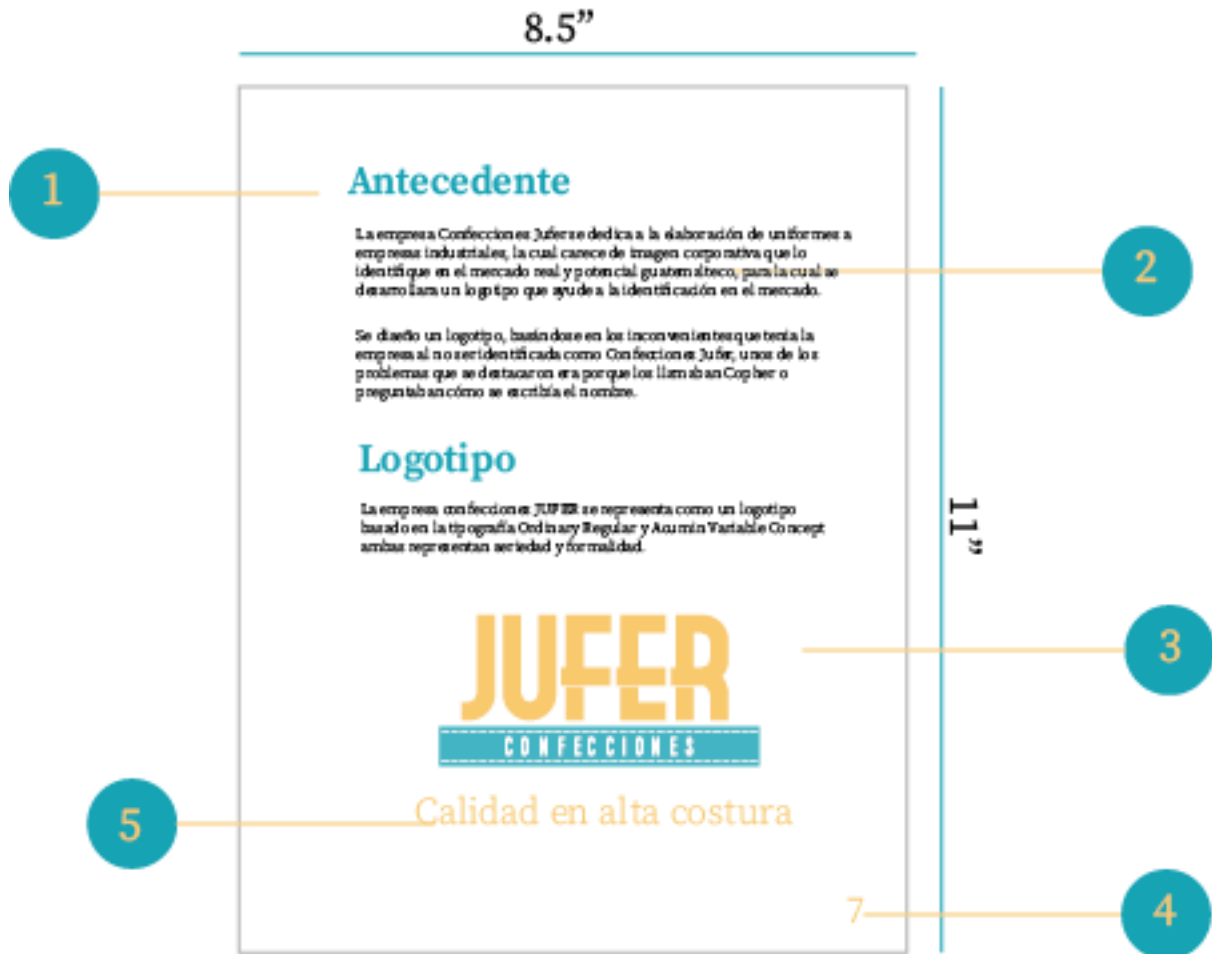 8.5”
1
Antecedente
La empresa Confecciones Jufer se dedica a la elaboración de uniformes a
empresas industriales, la cual carece de imagen corporativa que lo
identifique en el mercado real y potencial guatemalteco, para la cual se
desarrollara un logotipo que ayude a la identificación en el mercado.
2
Se diseño un logotipo, basándose en los inconvenientes que tenía la
empresa al no ser identificada como Confecciones Jufer, unos de los
problemas que se destacaron era porque los llamaban Copher o
preguntaban cómo se escribía el nombre.
Logotipo
La empresa confecciones JUFER se representa como un logotipo
basado en la tipografía Ordinary Regular y Acumin Variable Concept
ambas representan seriedad y formalidad.
11”
JUFER
CONFECCIONES
3
Calidad en alta costura
5
7
4